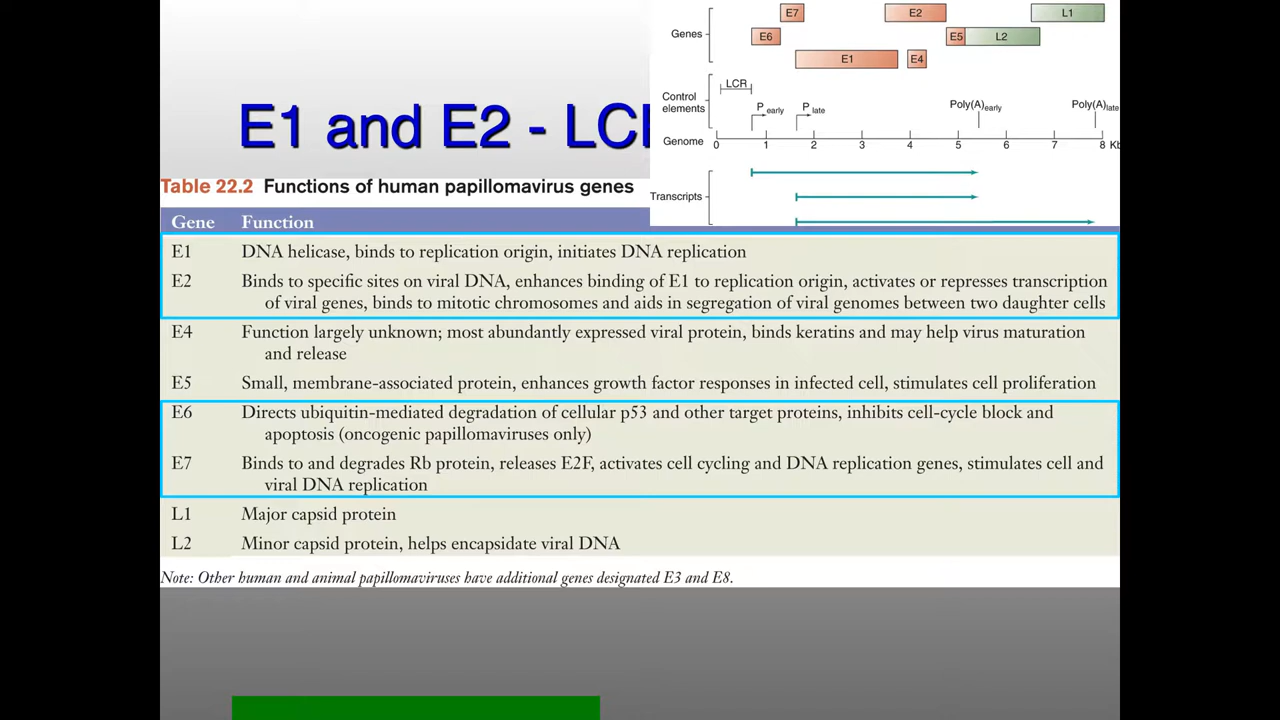 E7 E2 L1
Genes E6 E5 L2
E1 E4
LCR
Control
elements
P early P late Poly(A)early Poly(A)late
Genome 0 1 2 3 4 5 6 7 8
Transcripts
E1 and E2 - LC
Table 22.2 Functions of human papillomavirus genes
Gene Function
E1 DNA helicase, binds to replication origin, initiates DNA replication
E2 Binds to specific sites on viral DNA, enhances binding of E1 to replication origin, activates or represses transcription
of viral genes, binds to mitotic chromosomes and aids in segregation of viral genomes between two daughter cells
E4 Function largely unknown; most abundantly expressed viral protein, binds keratins and may help virus maturation
and release
E5 Small, membrane-associated protein, enhances growth factor responses in infected cell, stimulates cell proliferation
E6 Directs ubiquitin-mediated degradation of cellular p53 and other target proteins, inhibits cell-cycle block and
apoptosis (oncogenic papillomaviruses only)
E7 Binds to and degrades Rb protein, releases E2F, activates cell cycling and DNA replication genes, stimulates cell and
viral DNA replication
L1 Major capsid protein
L2 Minor capsid protein, helps encapsidate viral DNA
Note: Other human and animal papillomaviruses have additional genes designated E3 and E8.